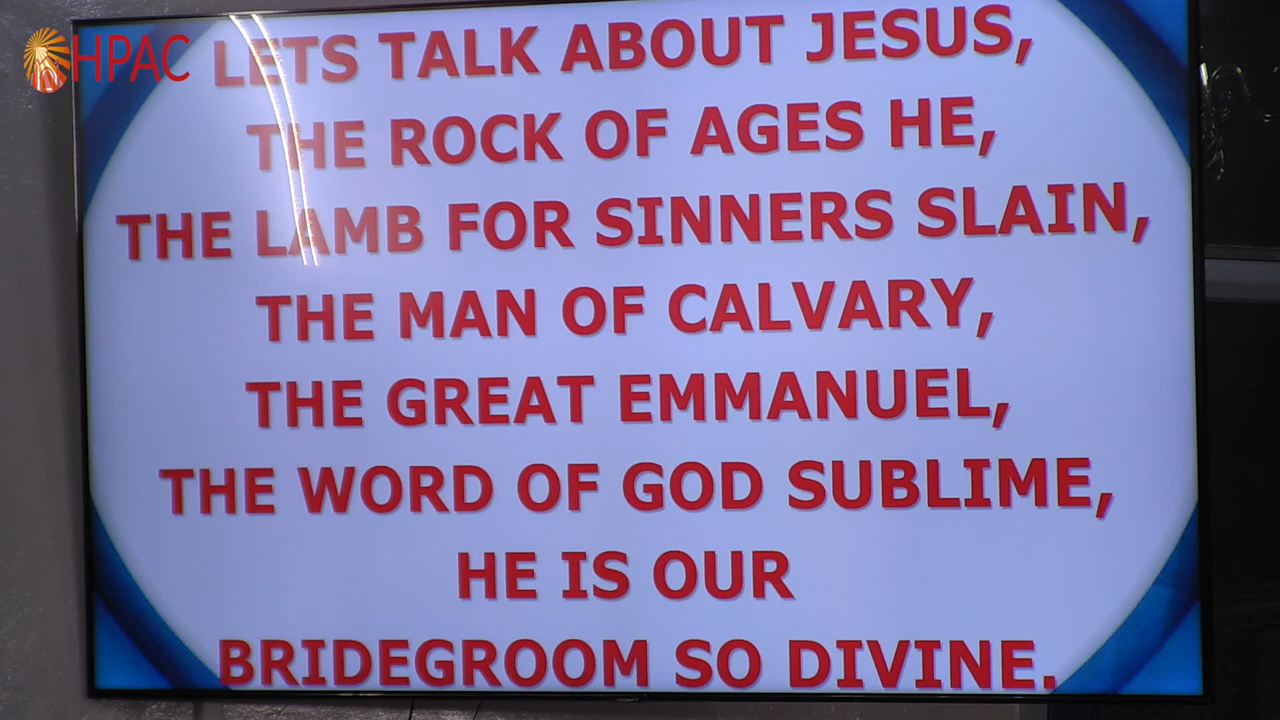 HPAC
LETS TALK ABOUT JESUS,
THE ROCK OF AGES HE,
THE LAMB FOR SINNERS SLAIN,
THE MAN OF CALVARY,
THE GREAT EMMANUEL,
THE WORD OF GOD SUBLIME,
HE IS OUR
BRIDEGROOM SO DIVINE.